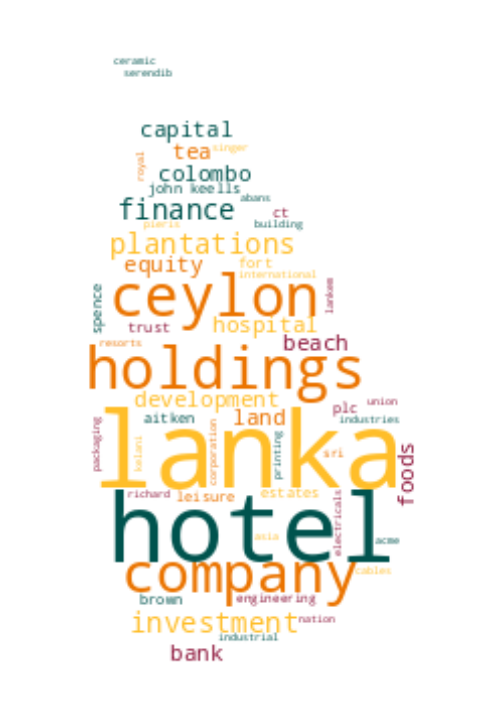 ceramic
serendib
capital
tea
singer
royal
colombo
john keells
abans
finance
ct
pieris
building
plantations
equity
fort
international
ceylon
spence
lankem
trust
hospital
beach
resorts
holdings
development
union
plc
aitken
land
industries
lanka
packaging
kelani
corporation
printing
sri
foods
richard
leisure
estates
hotel
electricals
asia
acme
company
cables
brown
engineering
investment
nation
industrial
bank